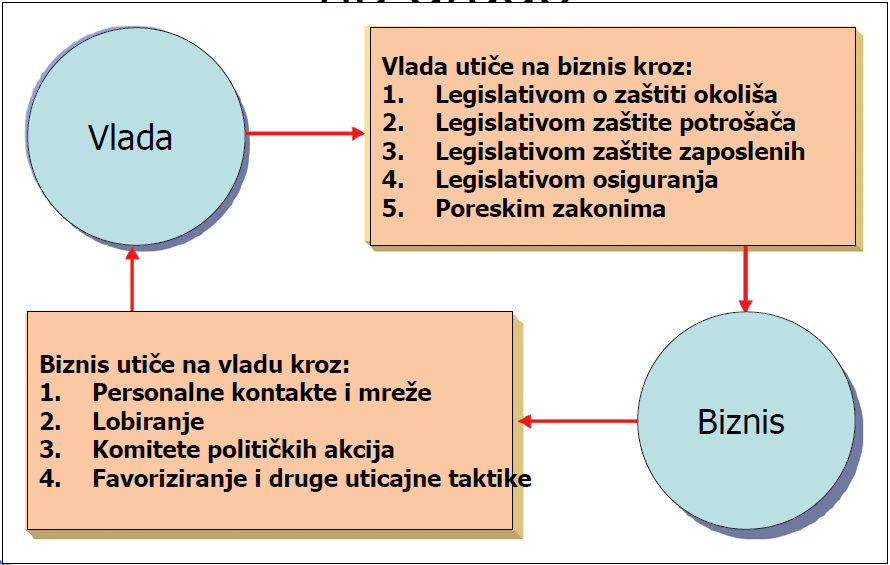 Vlada
Vlada utiče na biznis kroz:
1. Legislativom o zaštiti okoliša
2. Legislativom zaštite potrošača
3. Legislativom zaštite zaposlenih
4. Legislativom osiguranja
5. Poreskim zakonima
Biznis utiče na vladu kroz:
1. Personalne kontakte i mreže
2. Lobiranje
3. Komitete političkih akcija
4. Favoriziranje i druge uticajne taktike
Biznis